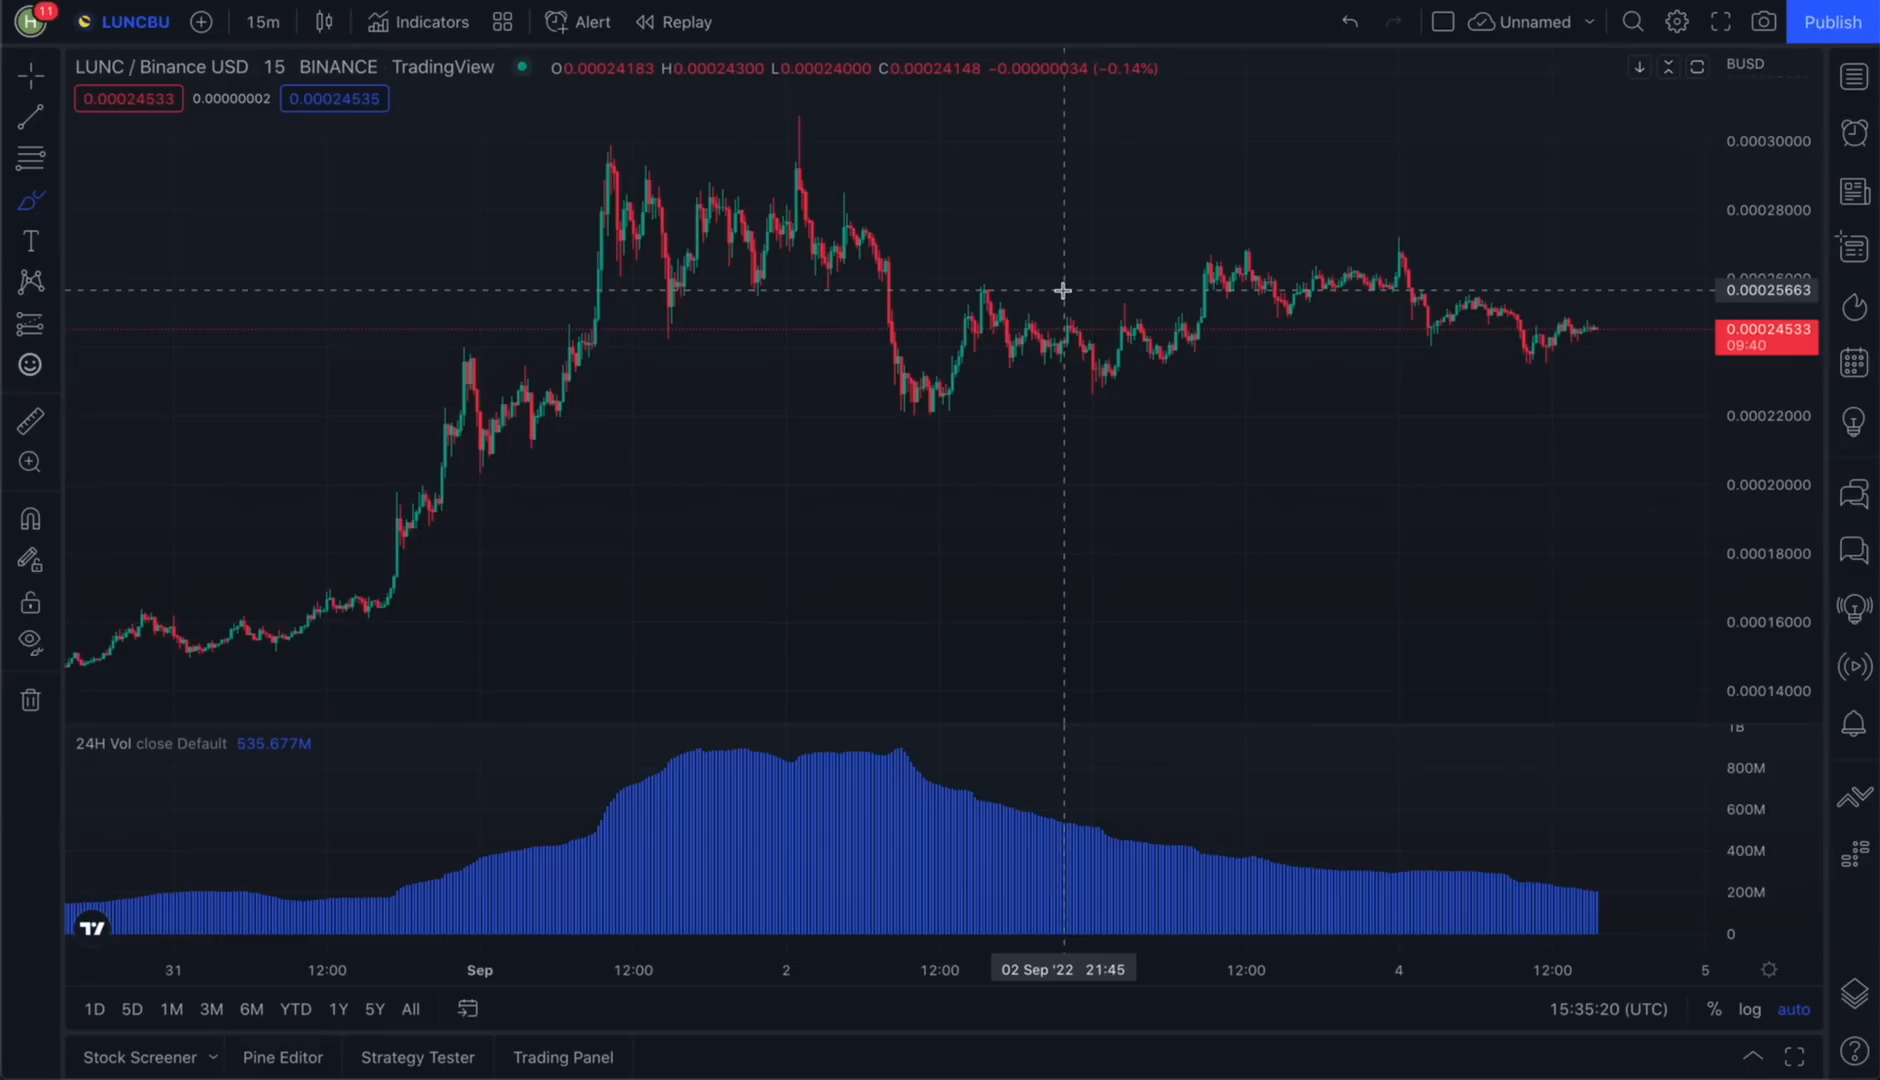 H 11 LUNCBU 15m Indicators Alert Replay Unnamed Publish
LUNC / Binance USD 15 BINANCE TradingView O0.00024183 H0.00024300 L0.00024000 C0.00024148 −0.00000034 (−0.14%) BUSD
0.00024533 0.00000002 0.00024535
0.00030000
0.00028000
0.00025663
0.00024533
09:40
0.00022000
0.00020000
0.00018000
0.00016000
0.00014000
24H Vol close Default 535.677M
800M
600M
400M
200M
0
31 12:00 Sep 12:00 2 12:00 02 Sep '22 21:45 12:00 4 12:00 5
1D 5D 1M 3M 6M YTD 1Y 5Y All 15:35:20 (UTC) % log auto
Stock Screener Pine Editor Strategy Tester Trading Panel